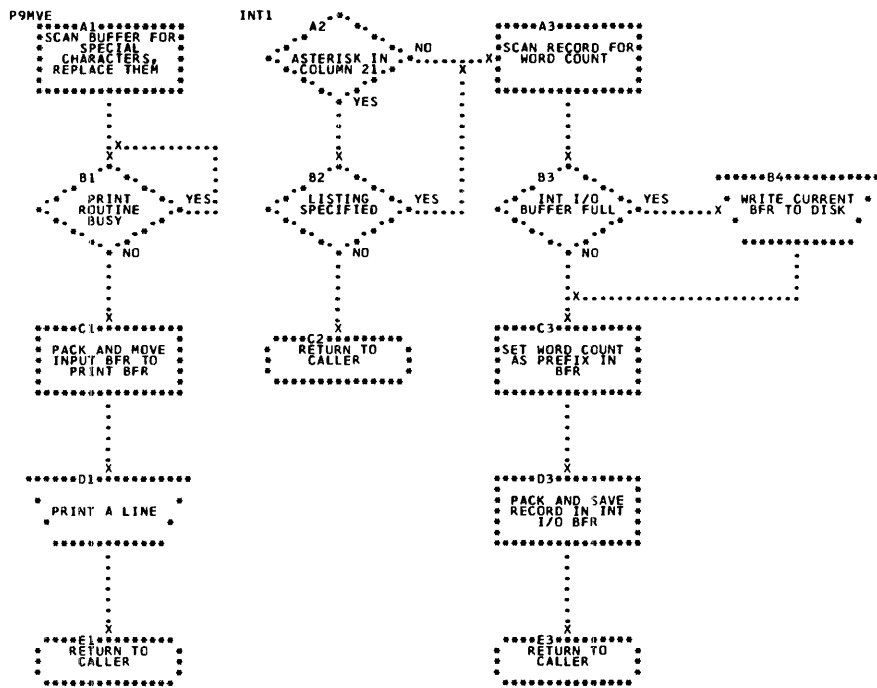 P9MVE
A1
SCAN BUFFER FOR
SPECIAL
CHARACTERS,
REPLACE THEM
B1
PRINT
ROUTINE
BUSY
YES
NO
C1
PACK AND MOVE
INPUT BFR TO
PRINT BFR
D1
PRINT A LINE
E1
RETURN TO
CALLER
INT1
A2
ASTERISK IN
COLUMN 21
NO
YES
B2
LISTING
SPECIFIED
YES
NO
C2
RETURN TO
CALLER
A3
SCAN RECORD FOR
WORD COUNT
B3
INT I/O
BUFFER FULL
YES
NO
B4
WRITE CURRENT
BFR TO DISK
C3
SET WORD COUNT
AS PREFIX IN
BFR
D3
PACK AND SAVE
RECORD IN INT
I/O BFR
E3
RETURN TO
CALLER